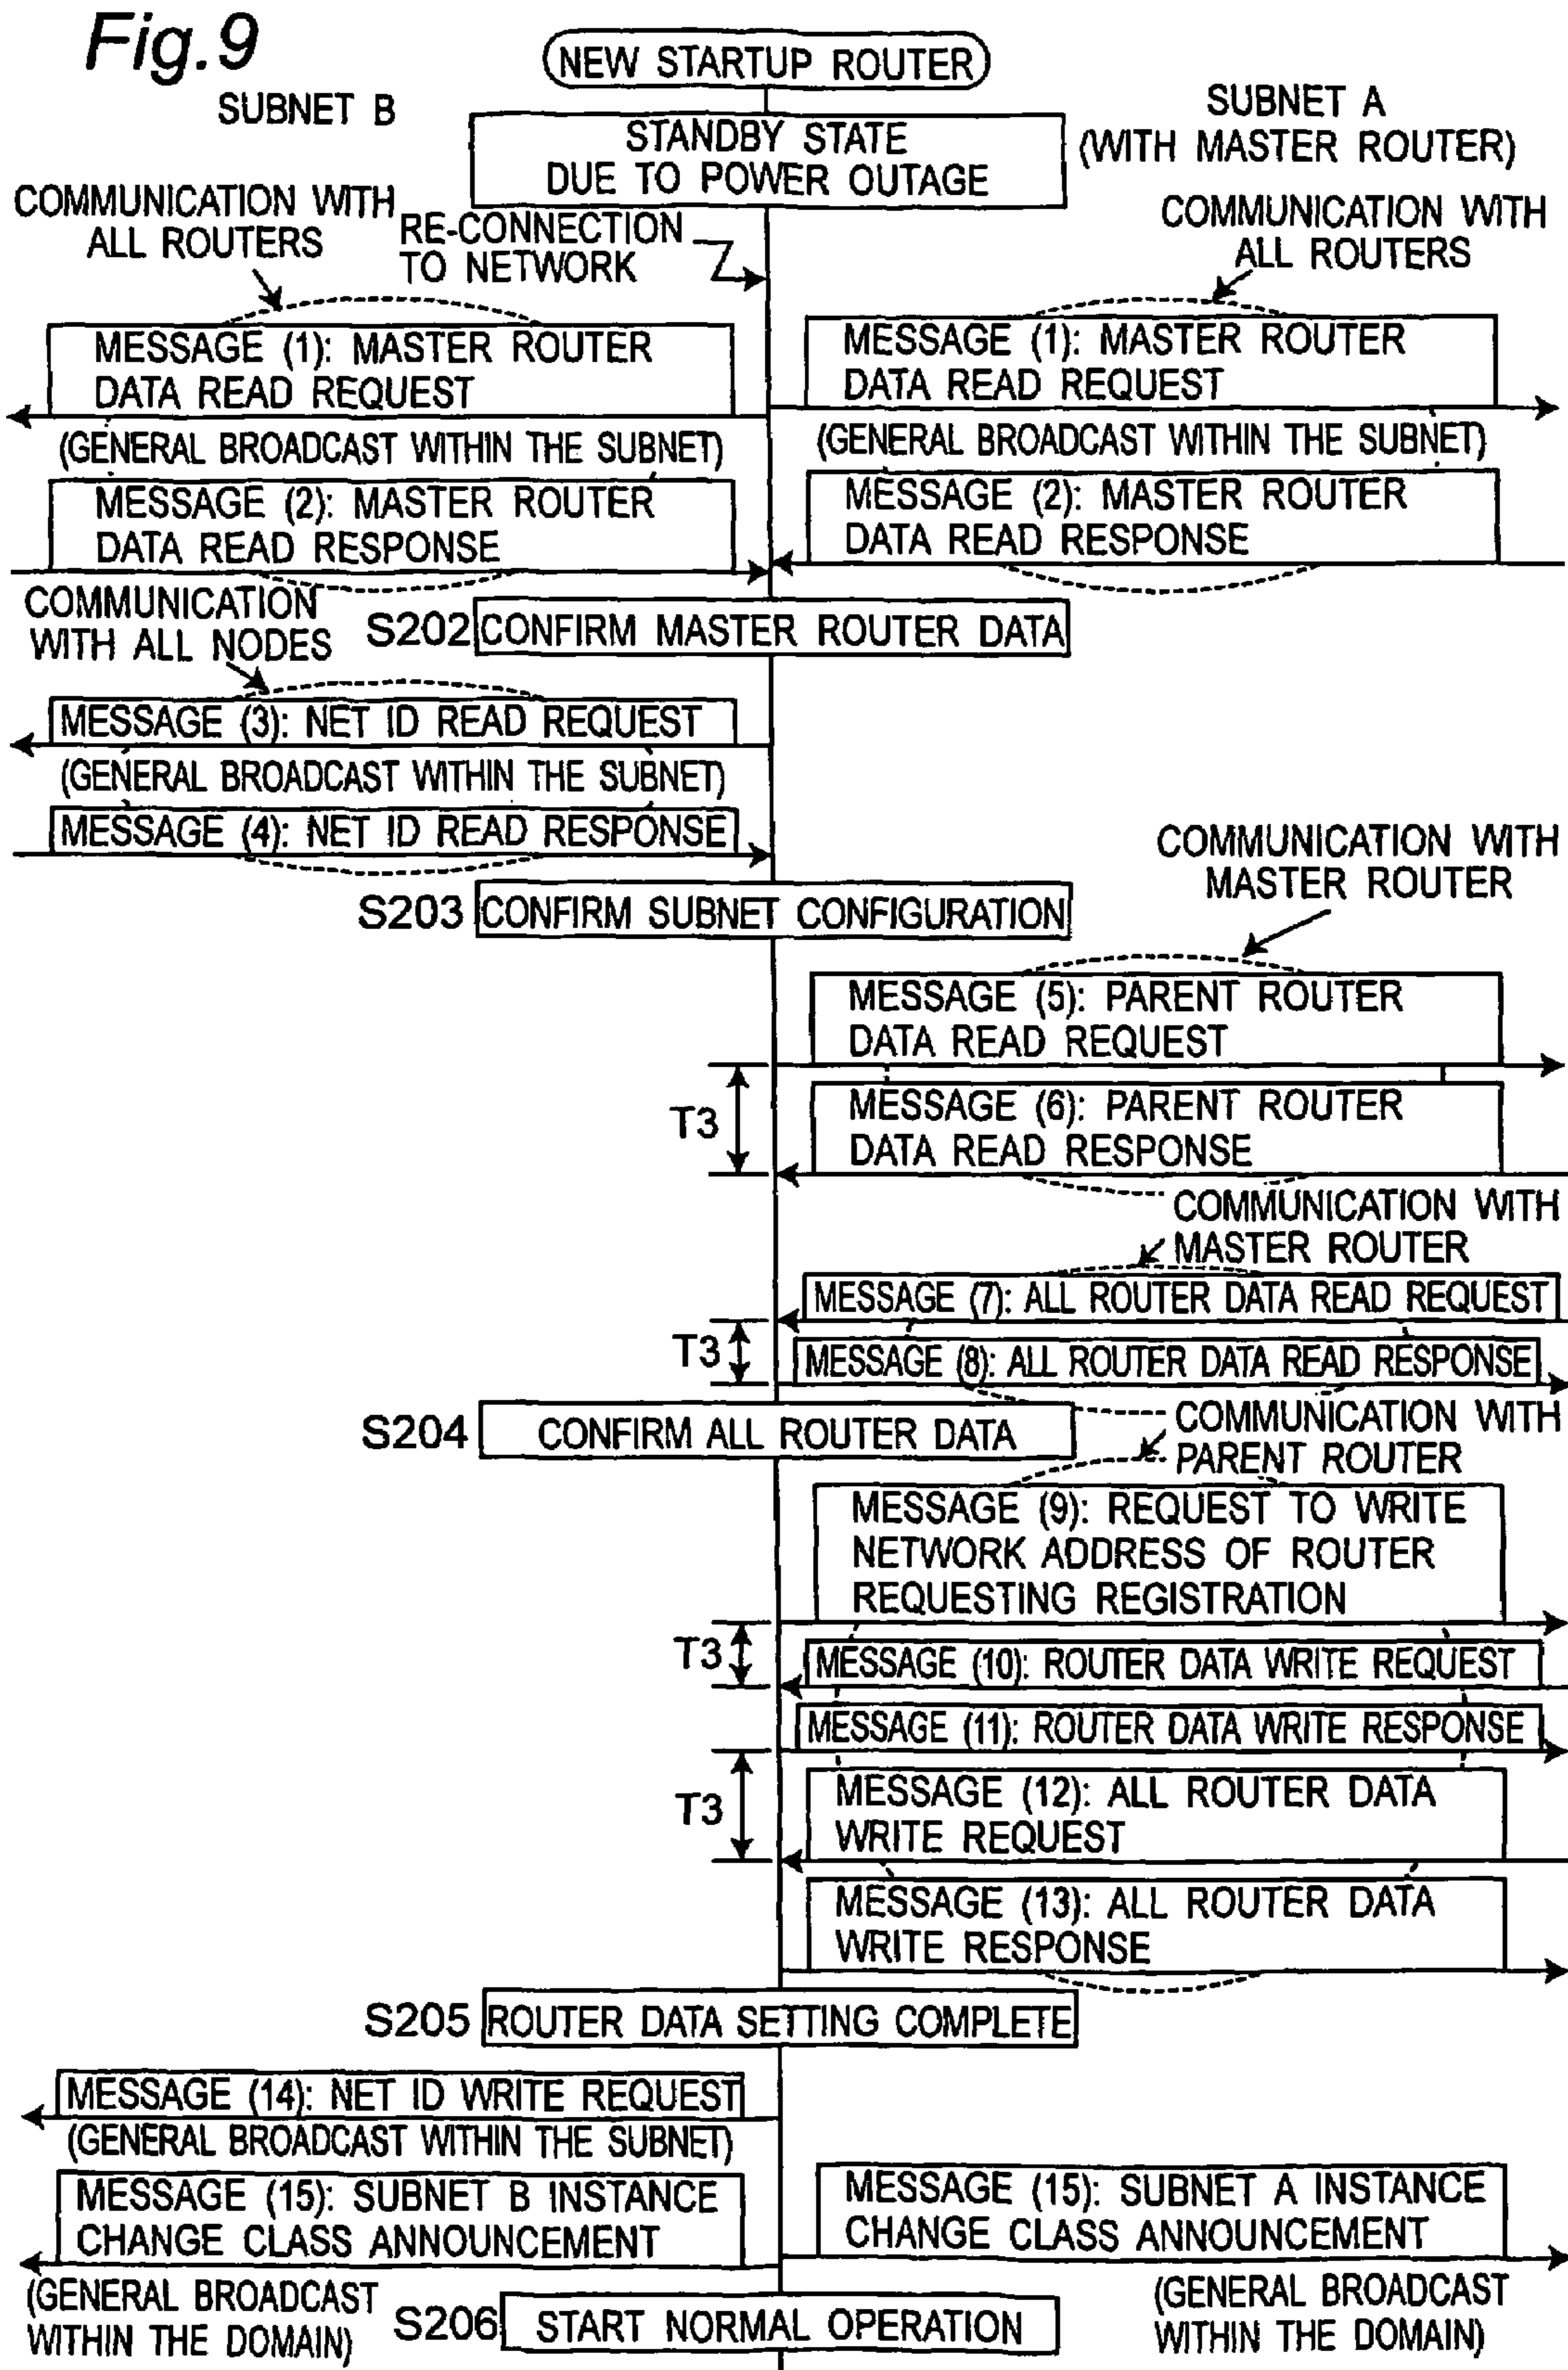 Fig.9
NEW STARTUP ROUTER
SUBNET B
SUBNET A
(WITH MASTER ROUTER)
STANDBY STATE
DUE TO POWER OUTAGE
COMMUNICATION WITH
ALL ROUTERS
RE-CONNECTION
TO NETWORK
COMMUNICATION WITH
ALL ROUTERS
MESSAGE (1): MASTER ROUTER
DATA READ REQUEST
(GENERAL BROADCAST WITHIN THE SUBNET)
MESSAGE (2): MASTER ROUTER
DATA READ RESPONSE
MESSAGE (1): MASTER ROUTER
DATA READ REQUEST
(GENERAL BROADCAST WITHIN THE SUBNET)
MESSAGE (2): MASTER ROUTER
DATA READ RESPONSE
COMMUNICATION
WITH ALL NODES
S202
CONFIRM MASTER ROUTER DATA
MESSAGE (3): NET ID READ REQUEST
(GENERAL BROADCAST WITHIN THE SUBNET)
MESSAGE (4): NET ID READ RESPONSE
COMMUNICATION WITH
MASTER ROUTER
S203
CONFIRM SUBNET CONFIGURATION
MESSAGE (5): PARENT ROUTER
DATA READ REQUEST
T3
MESSAGE (6): PARENT ROUTER
DATA READ RESPONSE
COMMUNICATION WITH
MASTER ROUTER
MESSAGE (7): ALL ROUTER DATA READ REQUEST
T3
MESSAGE (8): ALL ROUTER DATA READ RESPONSE
S204
CONFIRM ALL ROUTER DATA
COMMUNICATION WITH
PARENT ROUTER
MESSAGE (9): REQUEST TO WRITE
NETWORK ADDRESS OF ROUTER
REQUESTING REGISTRATION
T3
MESSAGE (10): ROUTER DATA WRITE REQUEST
MESSAGE (11): ROUTER DATA WRITE RESPONSE
T3
MESSAGE (12): ALL ROUTER DATA
WRITE REQUEST
MESSAGE (13): ALL ROUTER DATA
WRITE RESPONSE
S205
ROUTER DATA SETTING COMPLETE
MESSAGE (14): NET ID WRITE REQUEST
(GENERAL BROADCAST WITHIN THE SUBNET)
MESSAGE (15): SUBNET B INSTANCE
CHANGE CLASS ANNOUNCEMENT
(GENERAL BROADCAST
WITHIN THE DOMAIN)
MESSAGE (15): SUBNET A INSTANCE
CHANGE CLASS ANNOUNCEMENT
(GENERAL BROADCAST
WITHIN THE DOMAIN)
S206
START NORMAL OPERATION